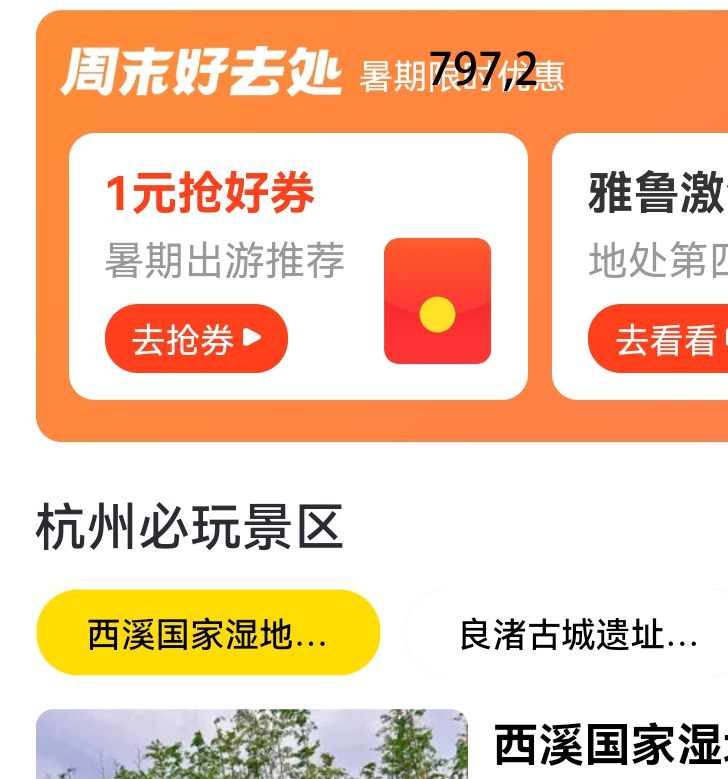 周末好去处 暑期限时优惠
797,2
1元抢好券
暑期出游推荐
去抢券
雅鲁激
地处第四
去看看
杭州必玩景区
西溪国家湿地... 良渚古城遗址...
西溪国家湿